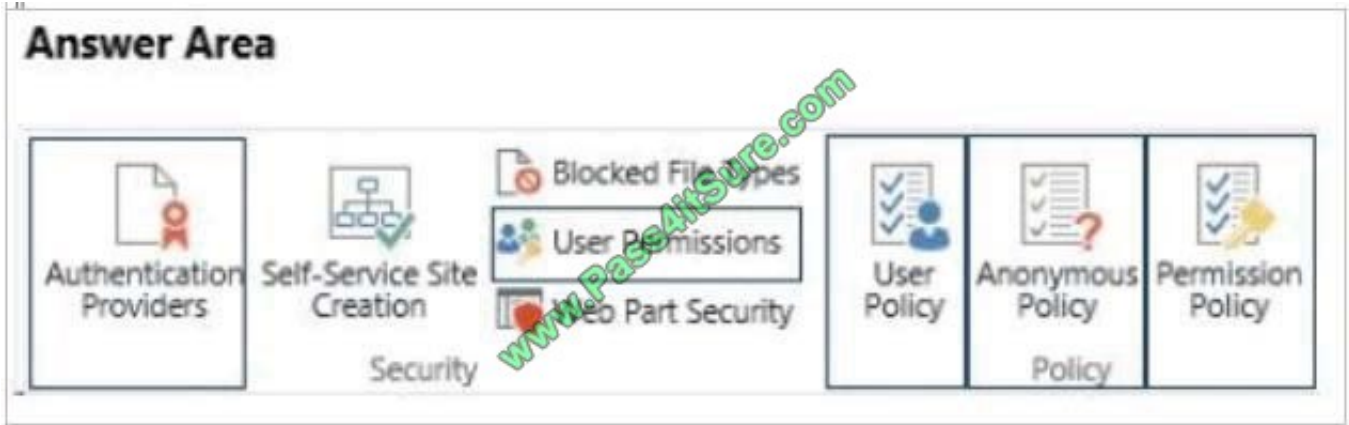 Answer Area
Authentication
Providers
Self-Service Site
Creation
Blocked File Types
User Permissions
Web Part Security
Security
User
Policy
Anonymous
Policy
Permission
Policy
Policy
www.Pass4itSure.com